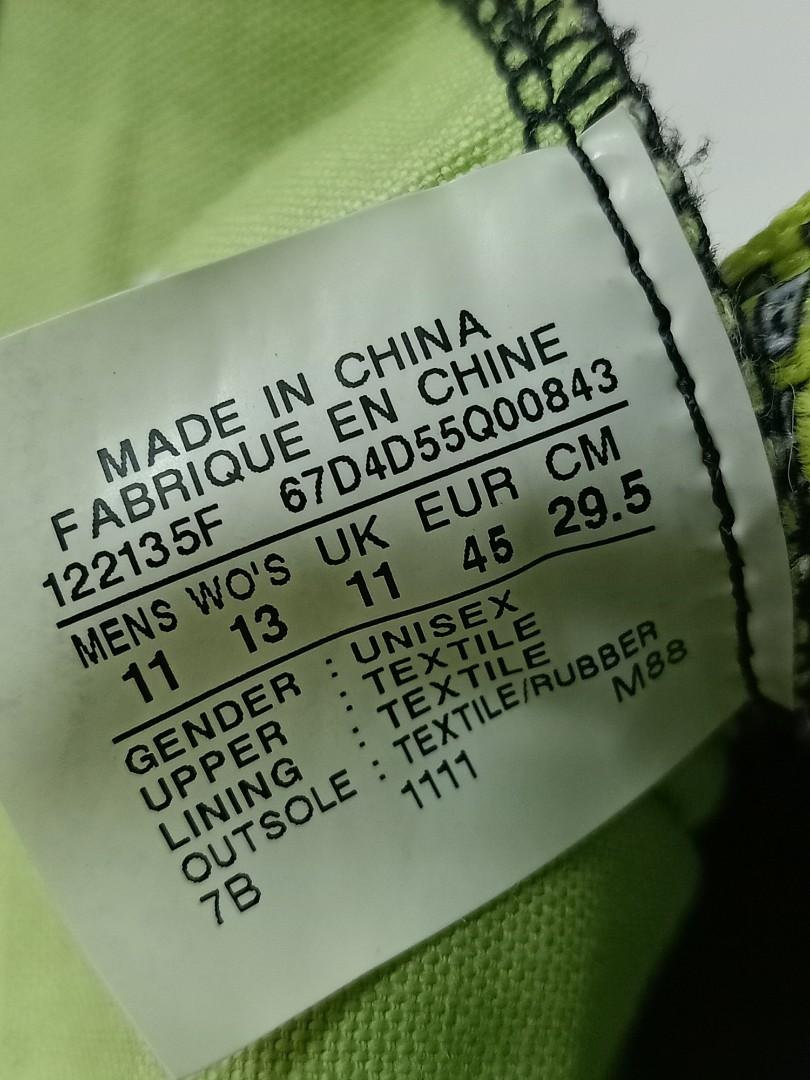 MADE IN CHINA
FABRIQUE EN CHINE
122135F 67D4D55Q00843
MENS WO'S UK EUR CM
11 13 11 45 29.5
GENDER : UNISEX
UPPER : TEXTILE
LINING : TEXTILE
OUTSOLE : TEXTILE/RUBBER
7B 1111 M88